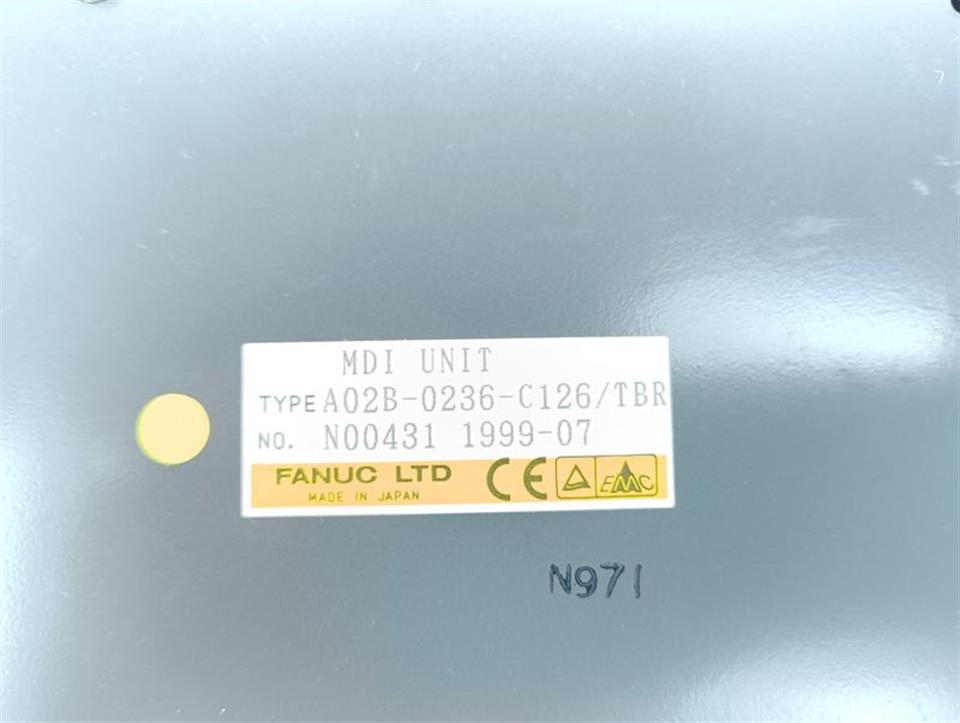 MDI UNIT
TYPE A02B-0236-C126/TBR
NO. N00431 1999-07
FANUC LTD CE EMC
MADE IN JAPAN
N971